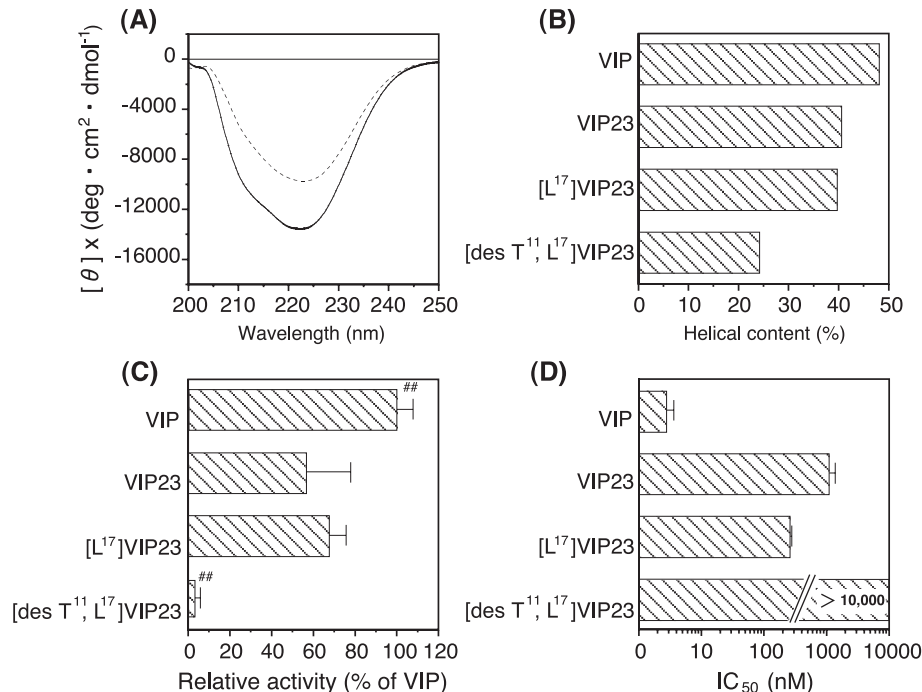 (A)
[θ] x (deg・cm²・dmol⁻¹)
0
-4000
-8000
-12000
-16000
200 210 220 230 240 250
Wavelength (nm)
(B)
VIP
VIP23
[L¹⁷]VIP23
[des T¹¹, L¹⁷]VIP23
0 10 20 30 40 50
Helical content (%)
(C)
VIP
VIP23
[L¹⁷]VIP23
[des T¹¹, L¹⁷]VIP23
##
##
0 20 40 60 80 100 120
Relative activity (% of VIP)
(D)
VIP
VIP23
[L¹⁷]VIP23
[des T¹¹, L¹⁷]VIP23
> 10,000
0 10 100 1000 10000
IC₅₀ (nM)